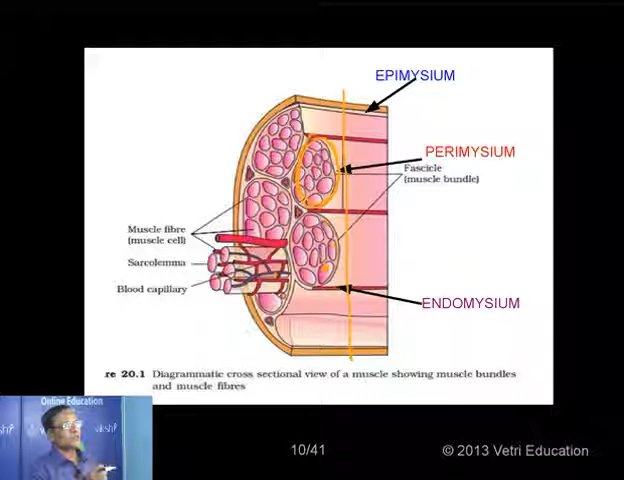 EPIMYSIUM
PERIMYSIUM
Fascicle
(muscle bundle)
Muscle fibre
(muscle cell)
Sarcolemma
Blood capillary
ENDOMYSIUM
re 20.1 Diagrammatic cross sectional view of a muscle showing muscle bundles
and muscle fibres
Online Education
10/41
© 2013 Vetri Education